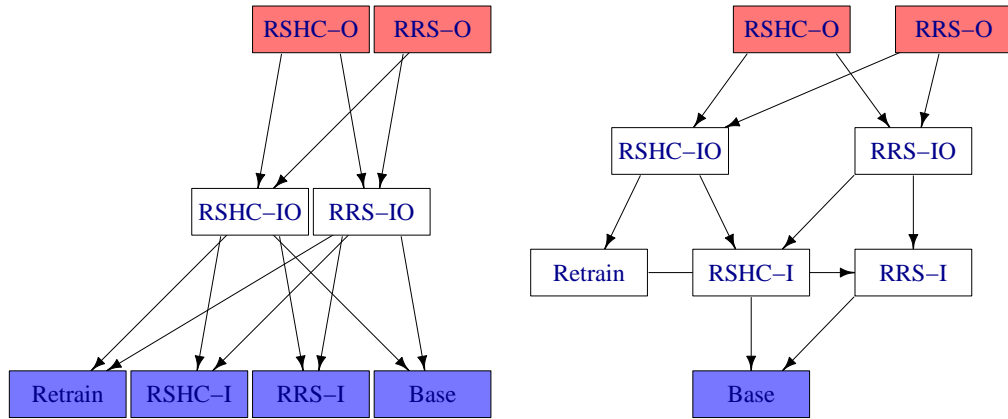 RSHC–O RRS–O
RSHC–IO RRS–IO
Retrain RSHC–I RRS–I Base
RSHC–O RRS–O
RSHC–IO RRS–IO
Retrain RSHC–I RRS–I
Base